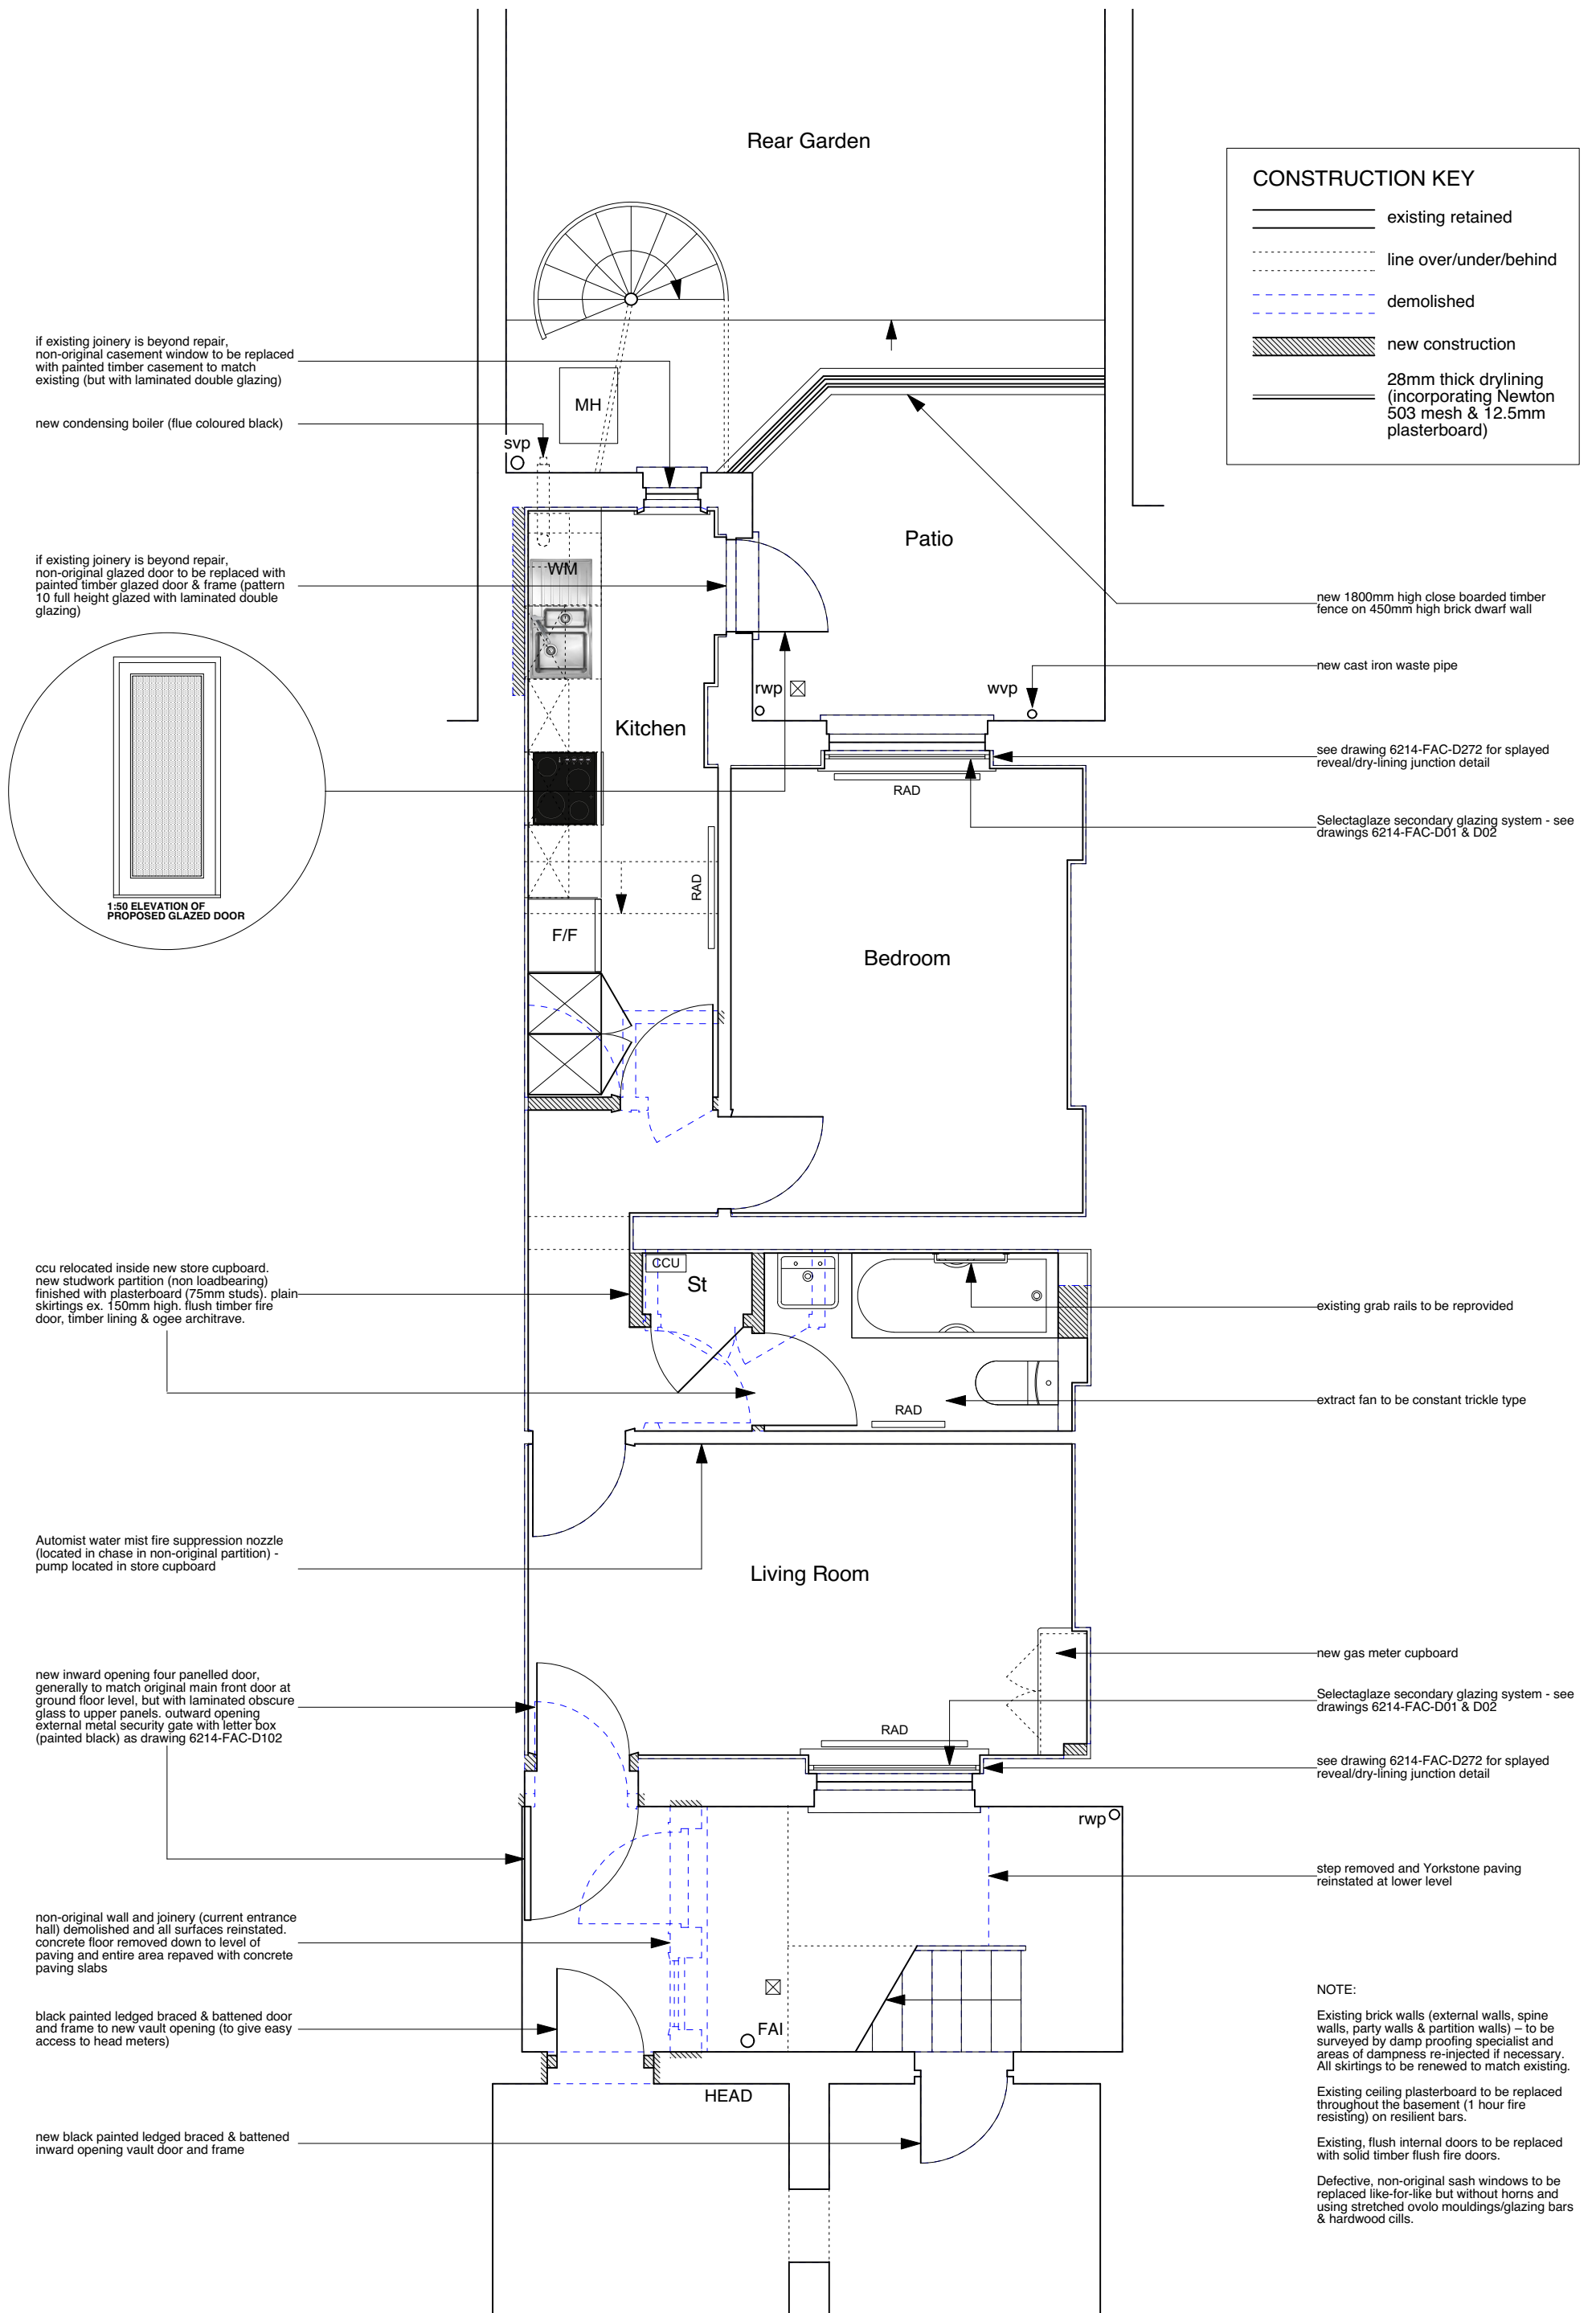 Rear Garden
CONSTRUCTION KEY
existing retained
line over/under/behind
demolished
new construction
28mm thick drylining
(incorporating Newton
503 mesh & 12.5mm
plasterboard)
if existing joinery is beyond repair,
non-original casement window to be replaced
with painted timber casement to match
existing (but with laminated double glazing)
MH
new condensing boiler (flue coloured black)
svp
Patio
if existing joinery is beyond repair,
non-original glazed door to be replaced with
painted timber glazed door & frame (pattern
10 full height glazed with laminated double
glazing)
WM
new 1800mm high close boarded timber
fence on 450mm high brick dwarf wall
new cast iron waste pipe
rwp
wvp
Kitchen
see drawing 6214-FAC-D272 for splayed
reveal/dry-lining junction detail
RAD
Selectaglaze secondary glazing system - see
drawings 6214-FAC-D01 & D02
RAD
1:50 ELEVATION OF
PROPOSED GLAZED DOOR
F/F
Bedroom
ccu relocated inside new store cupboard.
new studwork partition (non loadbearing)
finished with plasterboard (75mm studs). plain
skirtings ex. 150mm high. flush timber fire
door, timber lining & ogee architrave.
CCU
St
existing grab rails to be reprovided
extract fan to be constant trickle type
RAD
Automist water mist fire suppression nozzle
(located in chase in non-original partition) -
pump located in store cupboard
Living Room
new gas meter cupboard
new inward opening four panelled door,
generally to match original main front door at
ground floor level, but with laminated obscure
glass to upper panels. outward opening
external metal security gate with letter box
(painted black) as drawing 6214-FAC-D102
Selectaglaze secondary glazing system - see
drawings 6214-FAC-D01 & D02
RAD
see drawing 6214-FAC-D272 for splayed
reveal/dry-lining junction detail
rwp
step removed and Yorkstone paving
reinstated at lower level
non-original wall and joinery (current entrance
hall) demolished and all surfaces reinstated.
concrete floor removed down to level of
paving and entire area repaved with concrete
paving slabs
black painted ledged braced & battened door
and frame to new vault opening (to give easy
access to head meters)
FAI
HEAD
new black painted ledged braced & battened
inward opening vault door and frame
NOTE:
Existing brick walls (external walls, spine
walls, party walls & partition walls) – to be
surveyed by damp proofing specialist and
areas of dampness re-injected if necessary.
All skirtings to be renewed to match existing.
Existing ceiling plasterboard to be replaced
throughout the basement (1 hour fire
resisting) on resilient bars.
Existing, flush internal doors to be replaced
with solid timber flush fire doors.
Defective, non-original sash windows to be
replaced like-for-like but without horns and
using stretched ovolo mouldings/glazing bars
& hardwood cills.